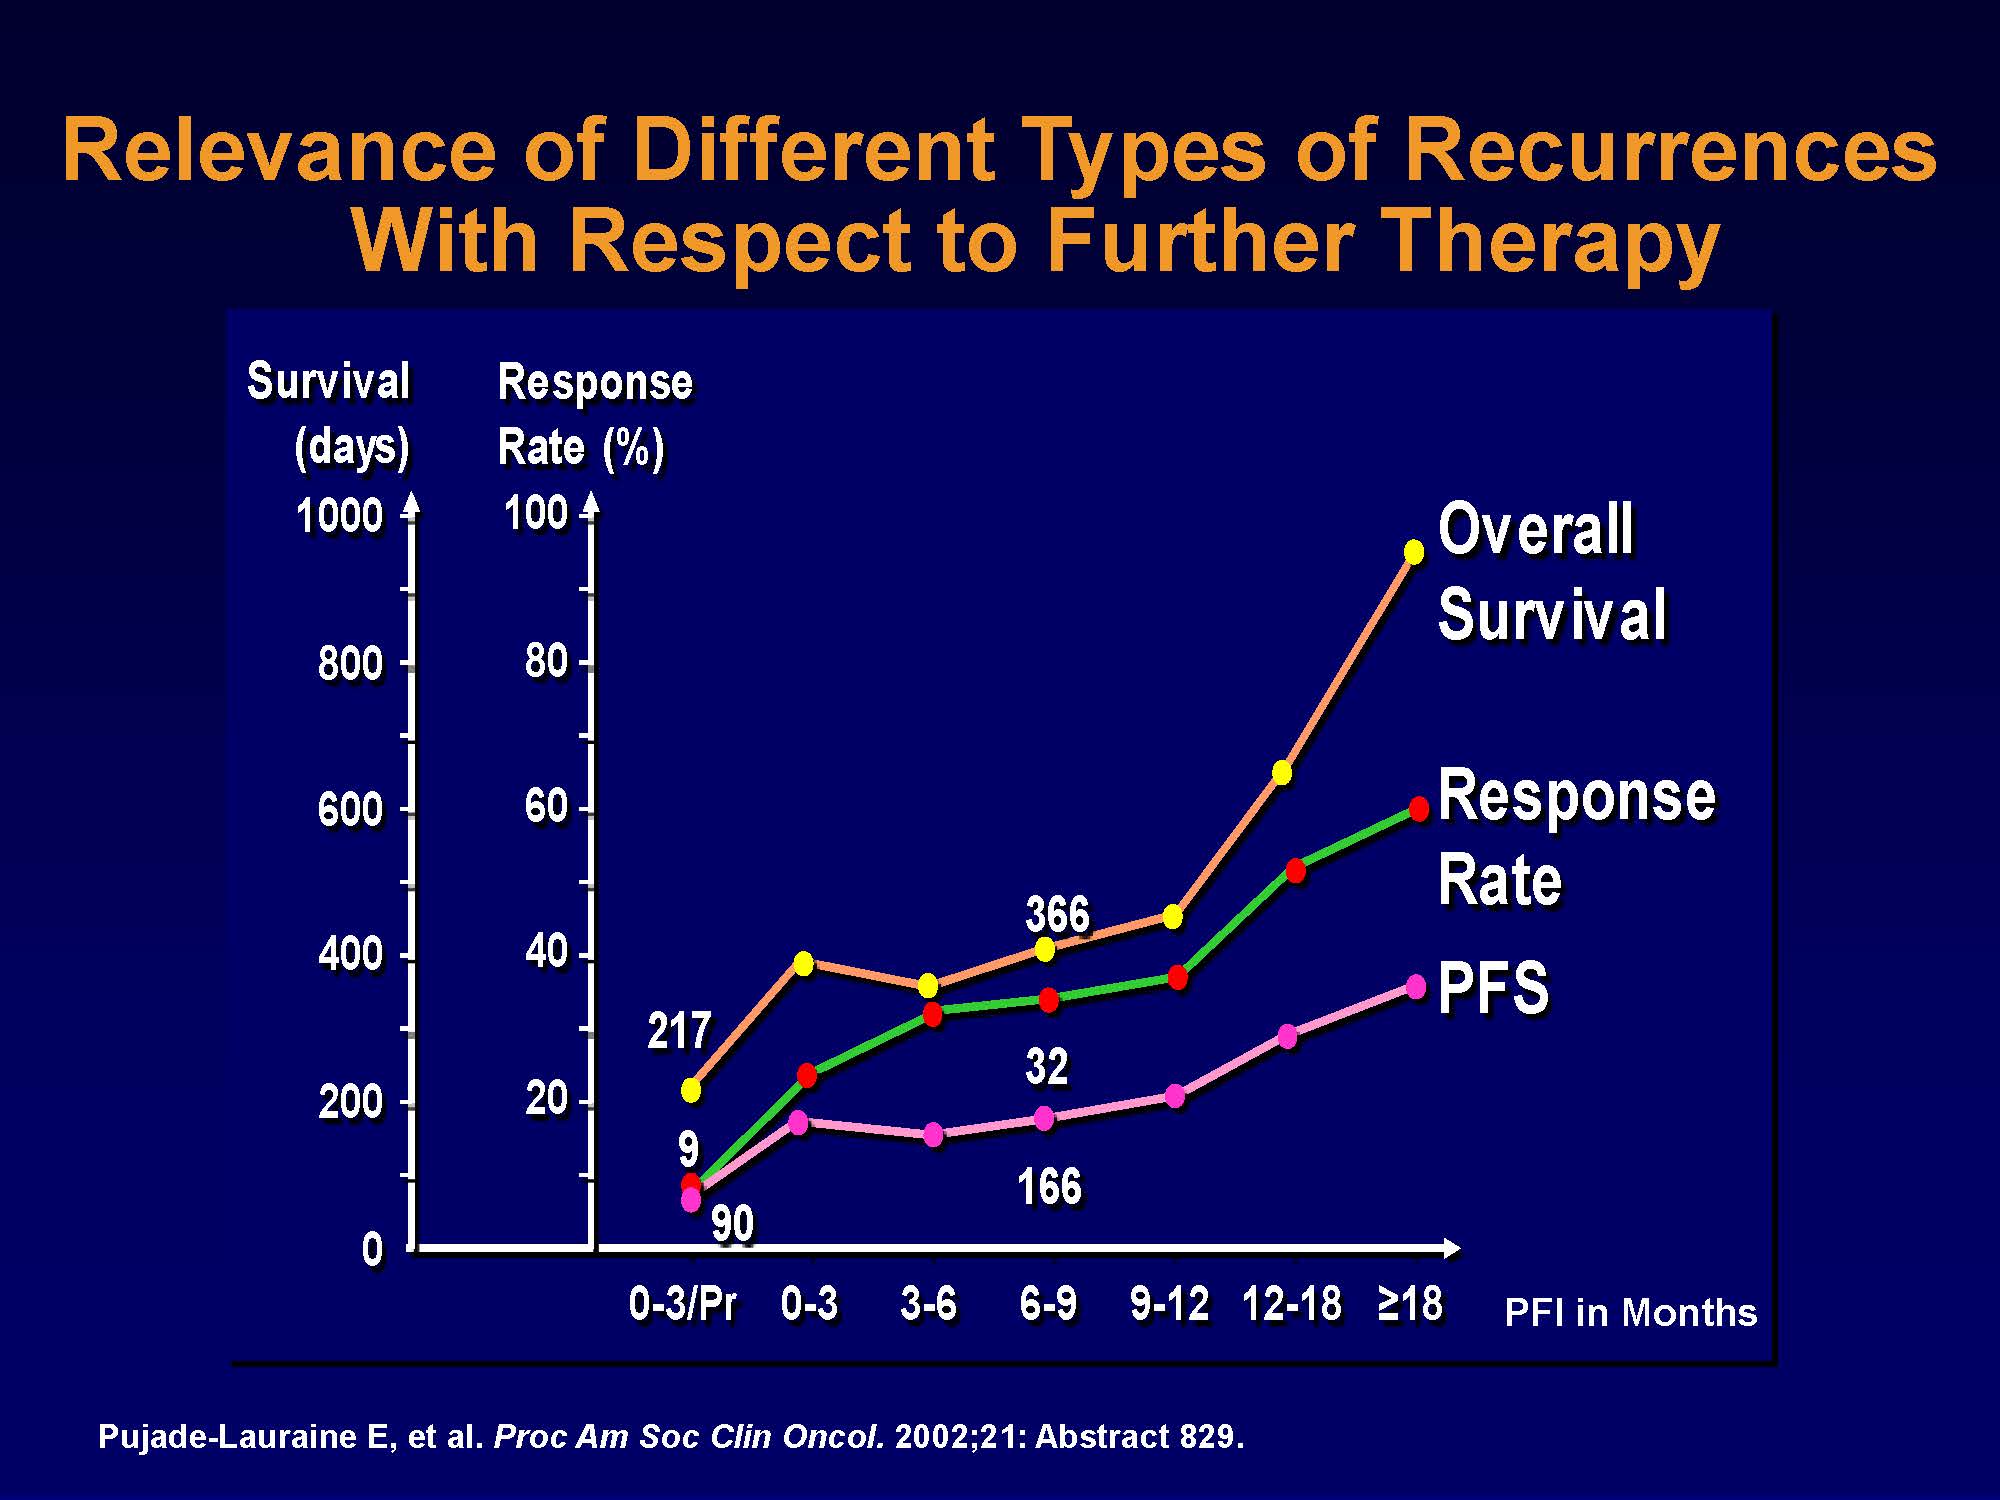 Relevance of Different Types of Recurrences
With Respect to Further Therapy
Survival
(days)
Response
Rate (%)
1000
800
600
400
200
0
100
80
60
40
20
Overall
Survival
Response
Rate
PFS
217
9
90
366
32
166
0-3/Pr 0-3 3-6 6-9 9-12 12-18 ≥18 PFI in Months
Pujade-Lauraine E, et al. Proc Am Soc Clin Oncol. 2002;21: Abstract 829.